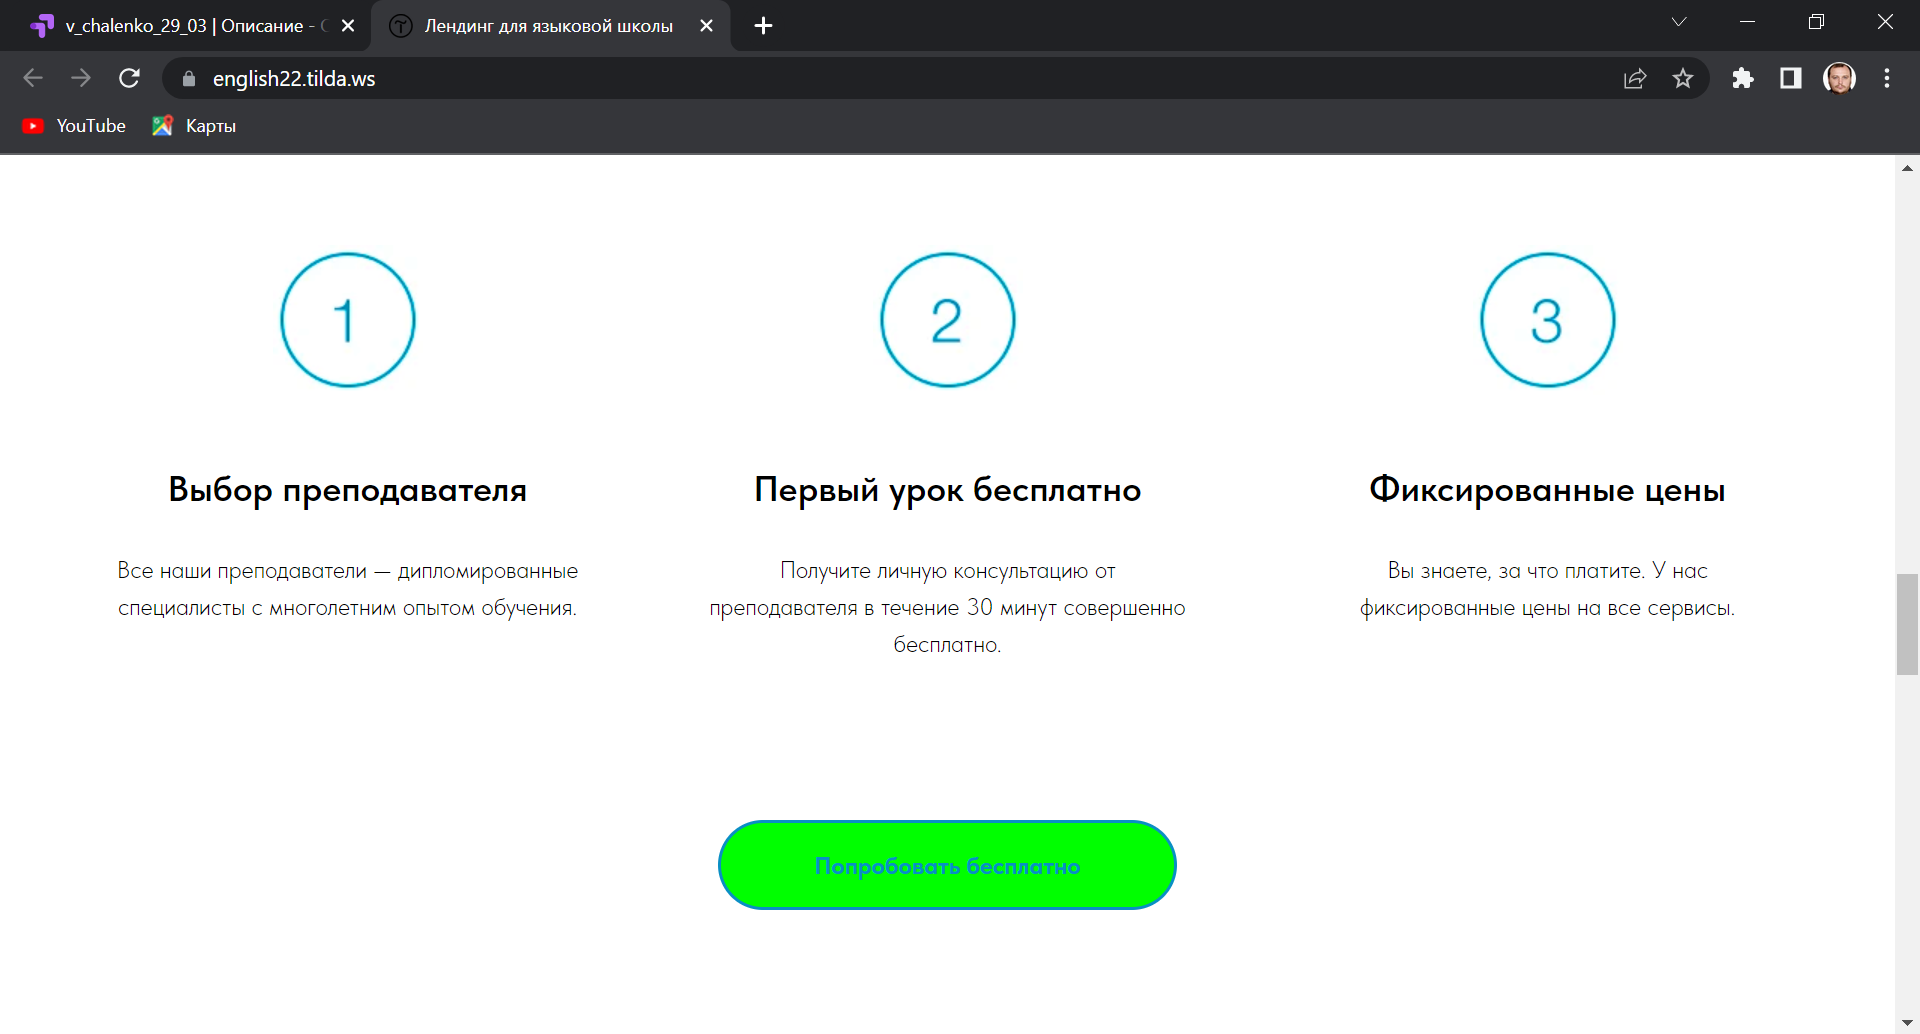 v_chalenko_29_03 | Описание -
Лендинг для языковой школы
english22.tilda.ws
YouTube
Карты
1
2
3
Выбор преподавателя
Первый урок бесплатно
Фиксированные цены
Все наши преподаватели — дипломированные
специалисты с многолетним опытом обучения.
Получите личную консультацию от
преподавателя в течение 30 минут совершенно
бесплатно.
Вы знаете, за что платите. У нас
фиксированные цены на все сервисы.
Попробовать бесплатно